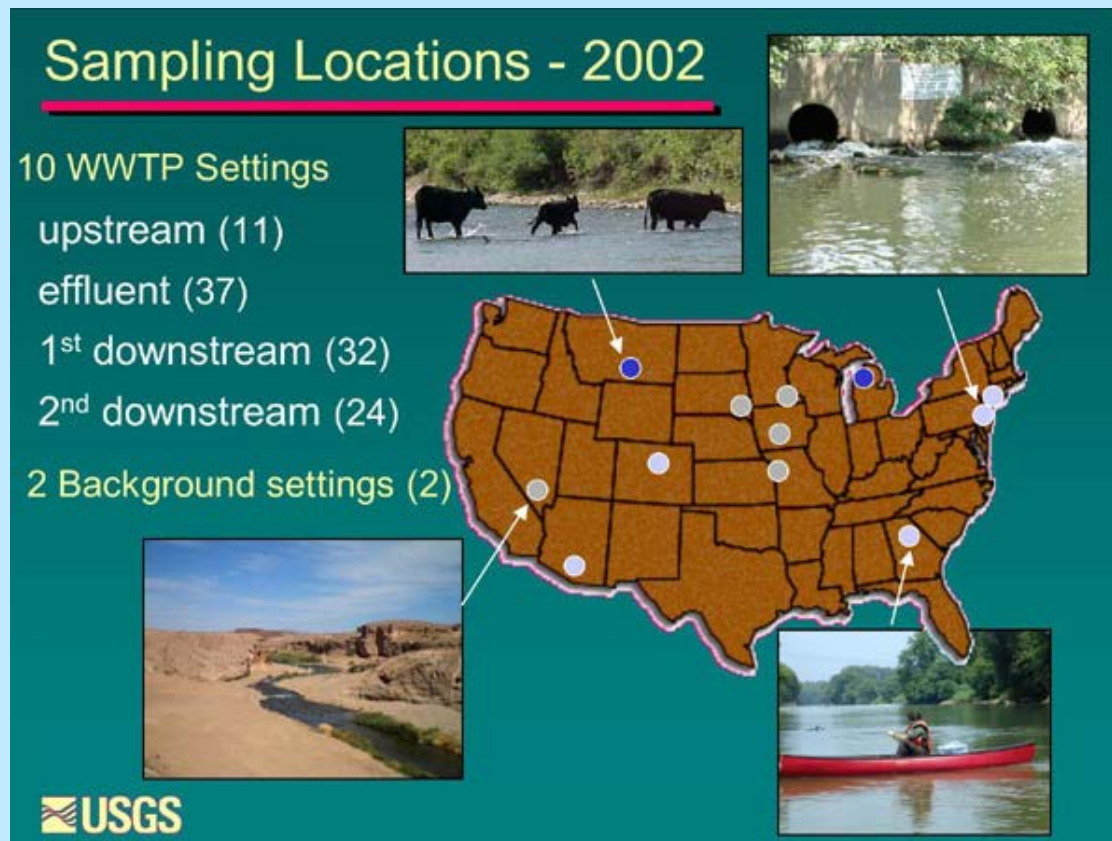 Sampling Locations - 2002
10 WWTP Settings
upstream (11)
effluent (37)
1st downstream (32)
2nd downstream (24)
2 Background settings (2)
USGS